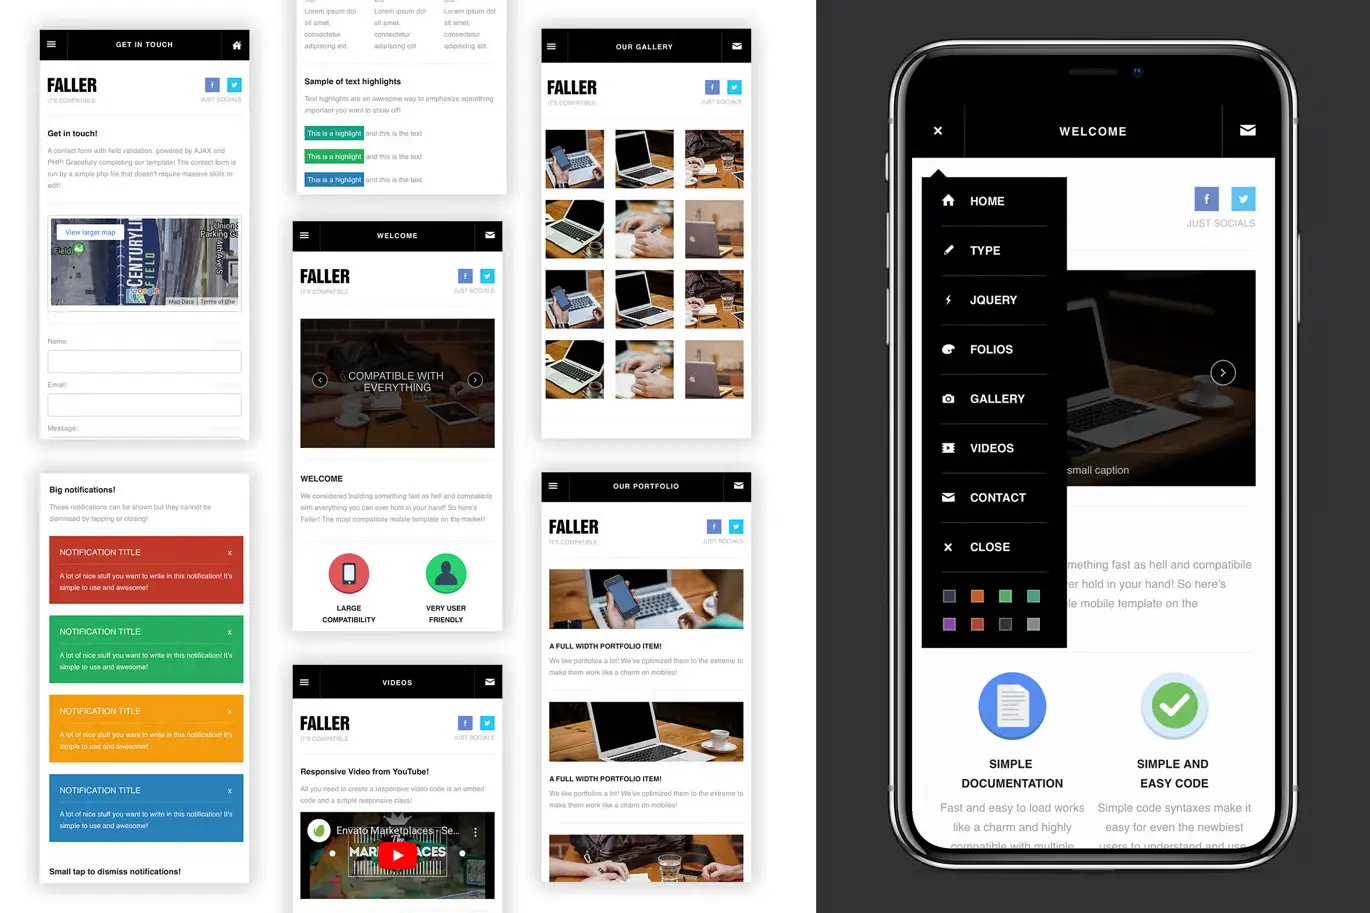 GET IN TOUCH
FALLER
IT'S COMPATIBLE
JUST SOCIALS
Get in touch!
A contact form with field validation, powered by AJAX and
PHP! Gracefully completing our template! The contact form is
run by a simple php file that doesn't require massive skills to
edit!
View larger map
Union
Parking G
Field
CENTURYLIN
FIELD
14th Ave S
Google
Map Data
Terms of Use
Name:
Email:
Message:
Big notifications!
These notifications can be shown but they cannot be
dismissed by tapping or closing!
NOTIFICATION TITLE x
A lot of nice stuff you want to write in this notification! It's
simple to use and awesome!
NOTIFICATION TITLE x
A lot of nice stuff you want to write in this notification! It's
simple to use and awesome!
NOTIFICATION TITLE x
A lot of nice stuff you want to write in this notification! It's
simple to use and awesome!
NOTIFICATION TITLE x
A lot of nice stuff you want to write in this notification! It's
simple to use and awesome!
Small tap to dismiss notifications!
Lorem ipsum dol Lorem ipsum dol Lorem ipsum dol
sit amet, sit amet, sit amet,
consectetur consectetur consectetur
adipiscing elit. adipiscing elit adipiscing elit.
Sample of text highlights
Text highlights are an awesome way to emphesize something
important you want to show off!
This is a highlight and this is the text
This is a highlight and this is the text
This is a highlight and this is the text
WELCOME
FALLER
IT'S COMPATIBLE
JUST SOCIALS
COMPATIBLE WITH
EVERYTHING
WELCOME
We considered building something fast as hell and compatibile
with everything you can ever hold in your hand! So here's
Faller! The most compatible mobile template on the market!
LARGE
COMPATIBILITY
VERY USER
FRIENDLY
VIDEOS
FALLER
IT'S COMPATIBLE
JUST SOCIALS
Responsive Video from YouTube!
All you need to create a responsive video code is an embed
code and a simple responsive class!
Envato Marketplaces - Se...
The
OUR GALLERY
FALLER
IT'S COMPATIBLE
JUST SOCIALS
OUR PORTFOLIO
FALLER
IT'S COMPATIBLE
JUST SOCIALS
A FULL WIDTH PORTFOLIO ITEM!
We like portfolios a lot! We've optimized them to the extreme to
make them work like a charm on mobiles!
A FULL WIDTH PORTFOLIO ITEM!
We like portfolios a lot! We've optimized them to the extreme to
make them work like a charm on mobiles!
WELCOME
JUST SOCIALS
HOME
TYPE
JQUERY
FOLIOS
GALLERY
VIDEOS
CONTACT
CLOSE
small caption
mething fast as hell and compatibile
er hold in your hand! So here's
le mobile template on the
SIMPLE
DOCUMENTATION
Fast and easy to load works
like a charm and highly
compatible with multiple
SIMPLE AND
EASY CODE
Simple code syntaxes make it
easy for even the newbiest
users to understand and use